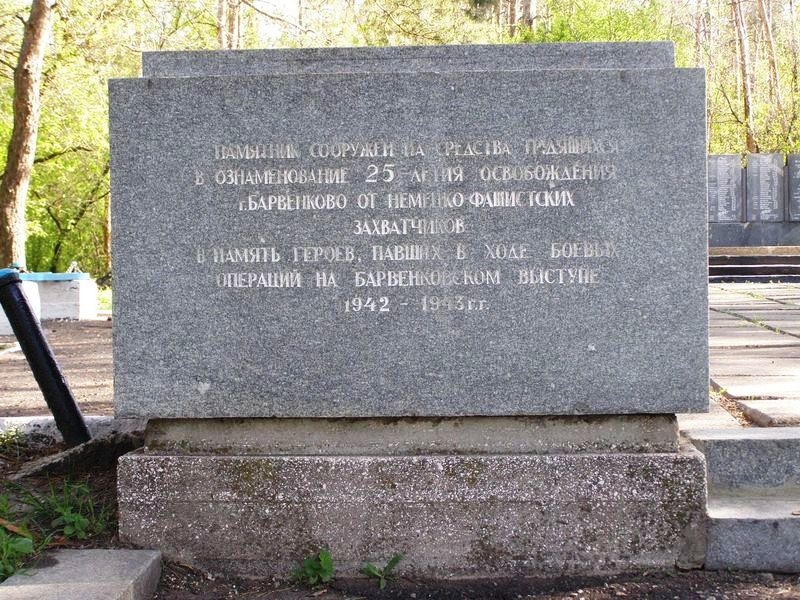 ПАМЯТНИК СООРУЖЕН НА СРЕДСТВА ТРУДЯЩИХСЯ
В ОЗНАМЕНОВАНИЕ 25-ЛЕТИЯ ОСВОБОЖДЕНИЯ
г. БАРВЕНКОВО ОТ НЕМЕЦКО-ФАШИСТСКИХ
ЗАХВАТЧИКОВ
В ПАМЯТЬ ГЕРОЕВ, ПАВШИХ В ХОДЕ БОЕВЫХ
ОПЕРАЦИЙ НА БАРВЕНКОВСКОМ ВЫСТУПЕ
1942 - 1943 г.г.